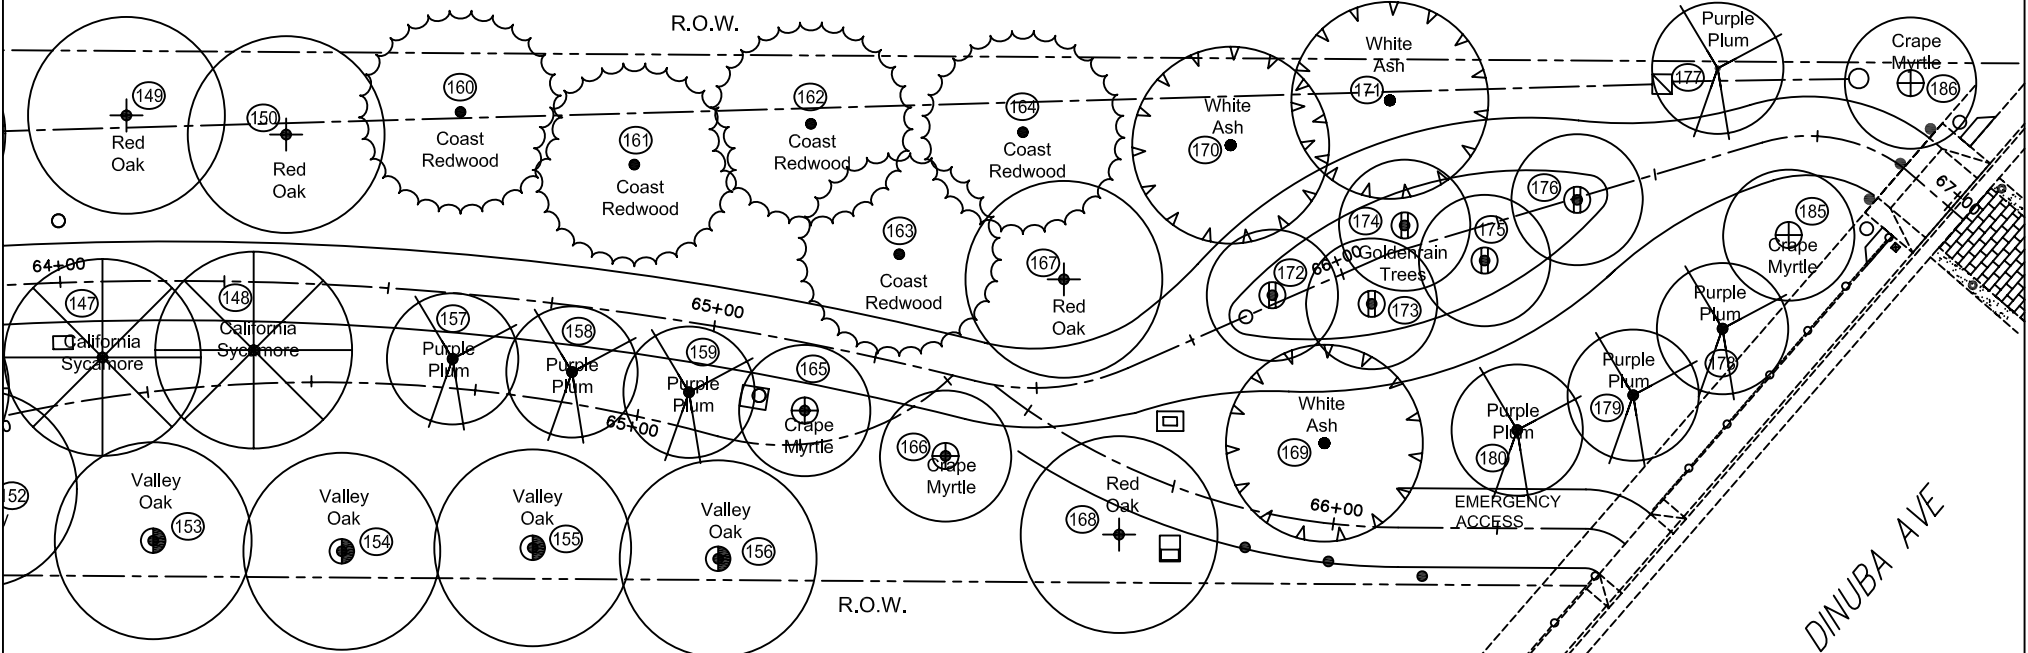 R.O.W.
149
Red
Oak
150
Red
Oak
160
Coast
Redwood
161
Coast
Redwood
162
Coast
Redwood
163
Coast
Redwood
164
Coast
Redwood
167
Red
Oak
White
Ash
170
White
Ash
171
Purple
Plum
177
Crape
Myrtle
186
176
174
175
Goldenrain
Trees
172
173
66+00
185
Crape
Myrtle
67+00
64+00
147
California
Sycamore
148
California
Sycamore
65+00
157
Purple
Plum
158
Purple
Plum
159
Purple
Plum
165
Crape
Myrtle
65+00
166
Crape
Myrtle
White
Ash
169
Purple
Plum
178
Purple
Plum
179
Purple
Plum
180
152
Valley
Oak
153
Valley
Oak
154
Valley
Oak
155
Valley
Oak
156
Red
Oak
168
66+00
EMERGENCY
ACCESS
R.O.W.
DINUBA AVE